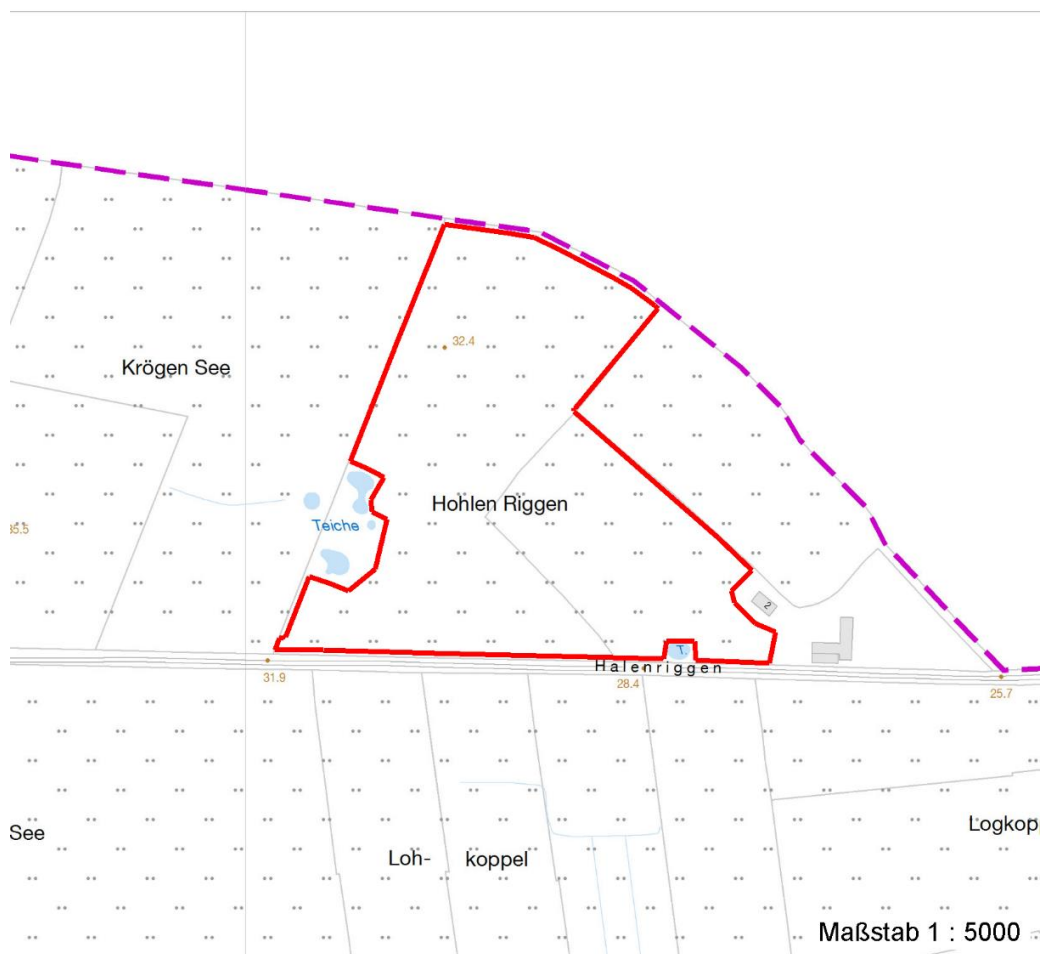 32.4
Krögen See
Hohlen Riggen
35.5
Teiche
2
T.
Halenriggen
31.9
28.4
25.7
See
Logkopp
Loh- koppel
Maßstab 1 : 5000